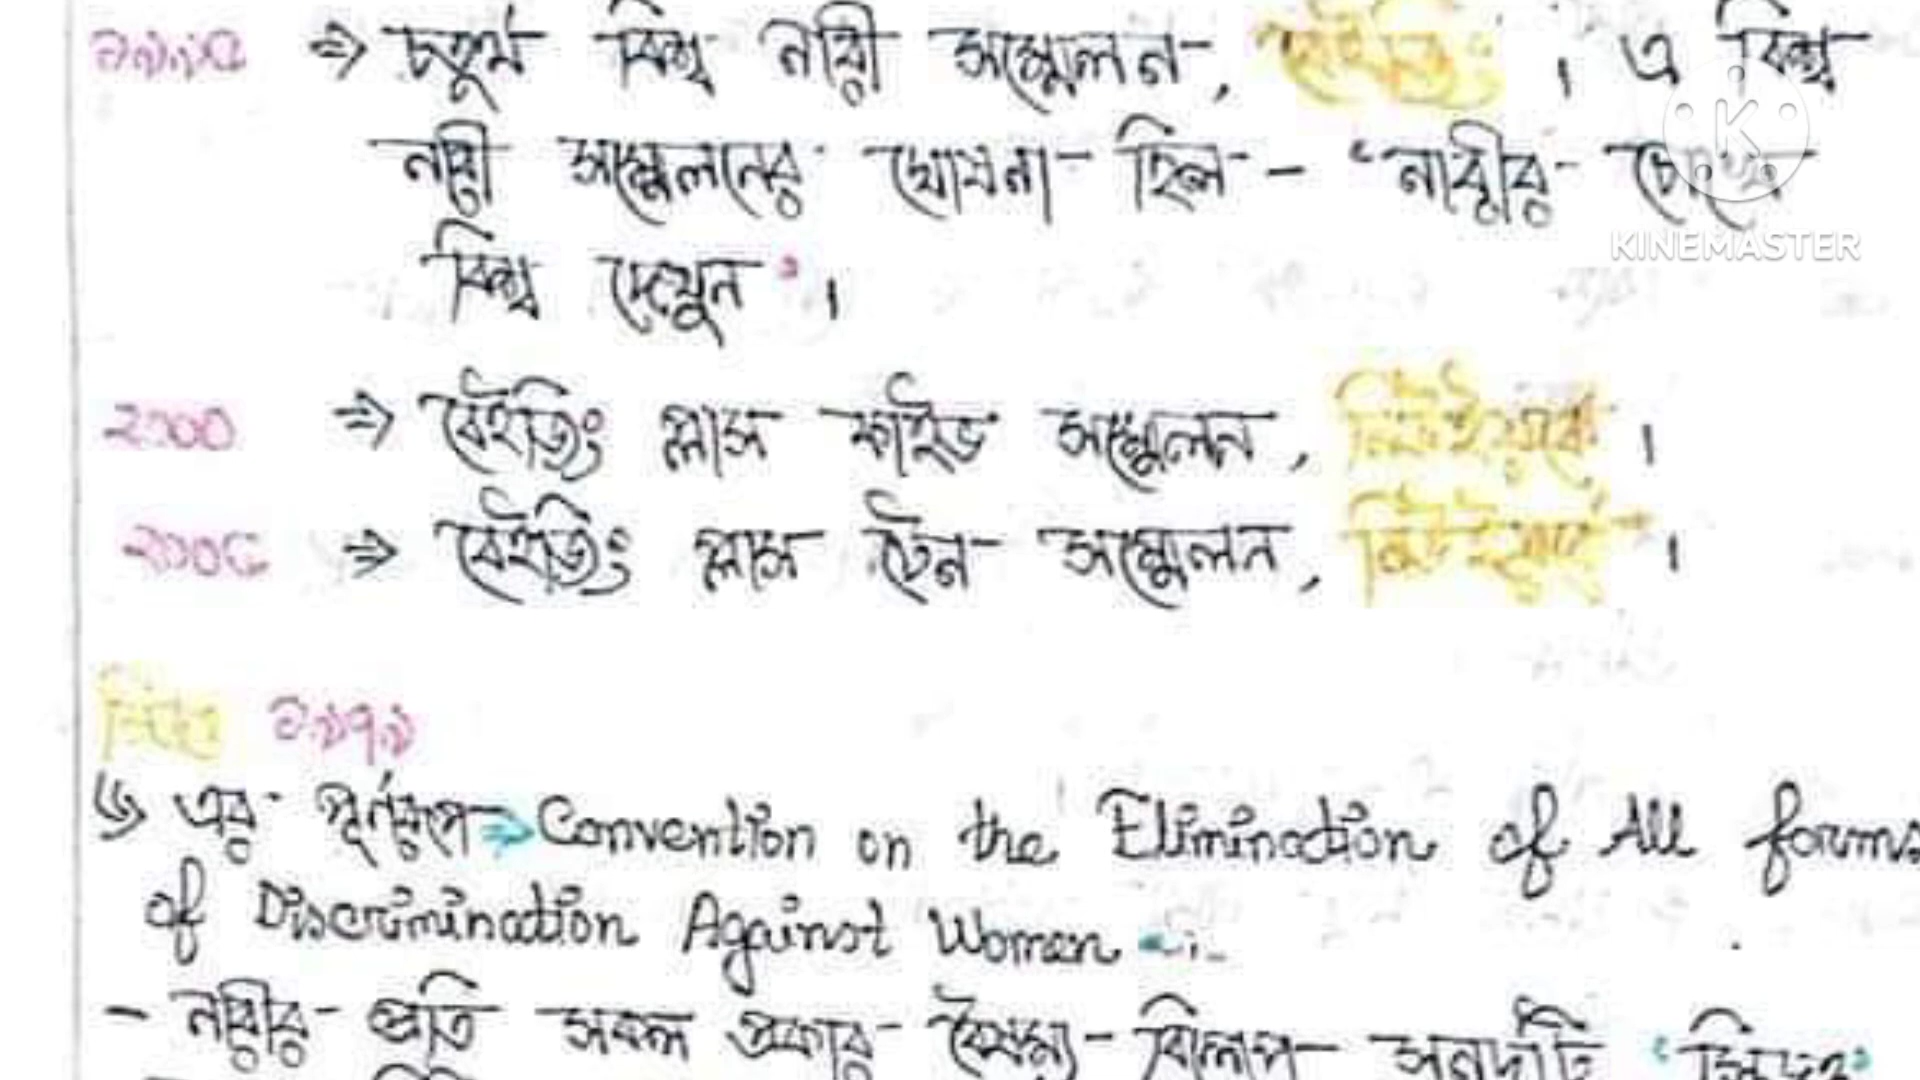 ১৯৯৫ ⇒ চতুর্থ বিশ্ব নারী সম্মেলন, বেইজিং । এ বিশ্ব
নারী সম্মেলনের ঘোষনা ছিল - 'নারীর চোখে
বিশ্ব দেখুন' ।
২০০০ ⇒ বেইজিং প্লাস ফাইভ সম্মেলন, নিউইয়র্ক ।
২০০৫ ⇒ বেইজিং প্লাস টেন সম্মেলন, নিউইয়র্ক ।
সিডও ১৯৭৯
↳ এর পূর্ণরূপ ⇒ Convention on the Elimination of All forms
of Discrimination Against Women -:-
- নারীর প্রতি সকল প্রকার বৈষম্য বিলোপ সনদটি 'সিডও'
KINEMASTER